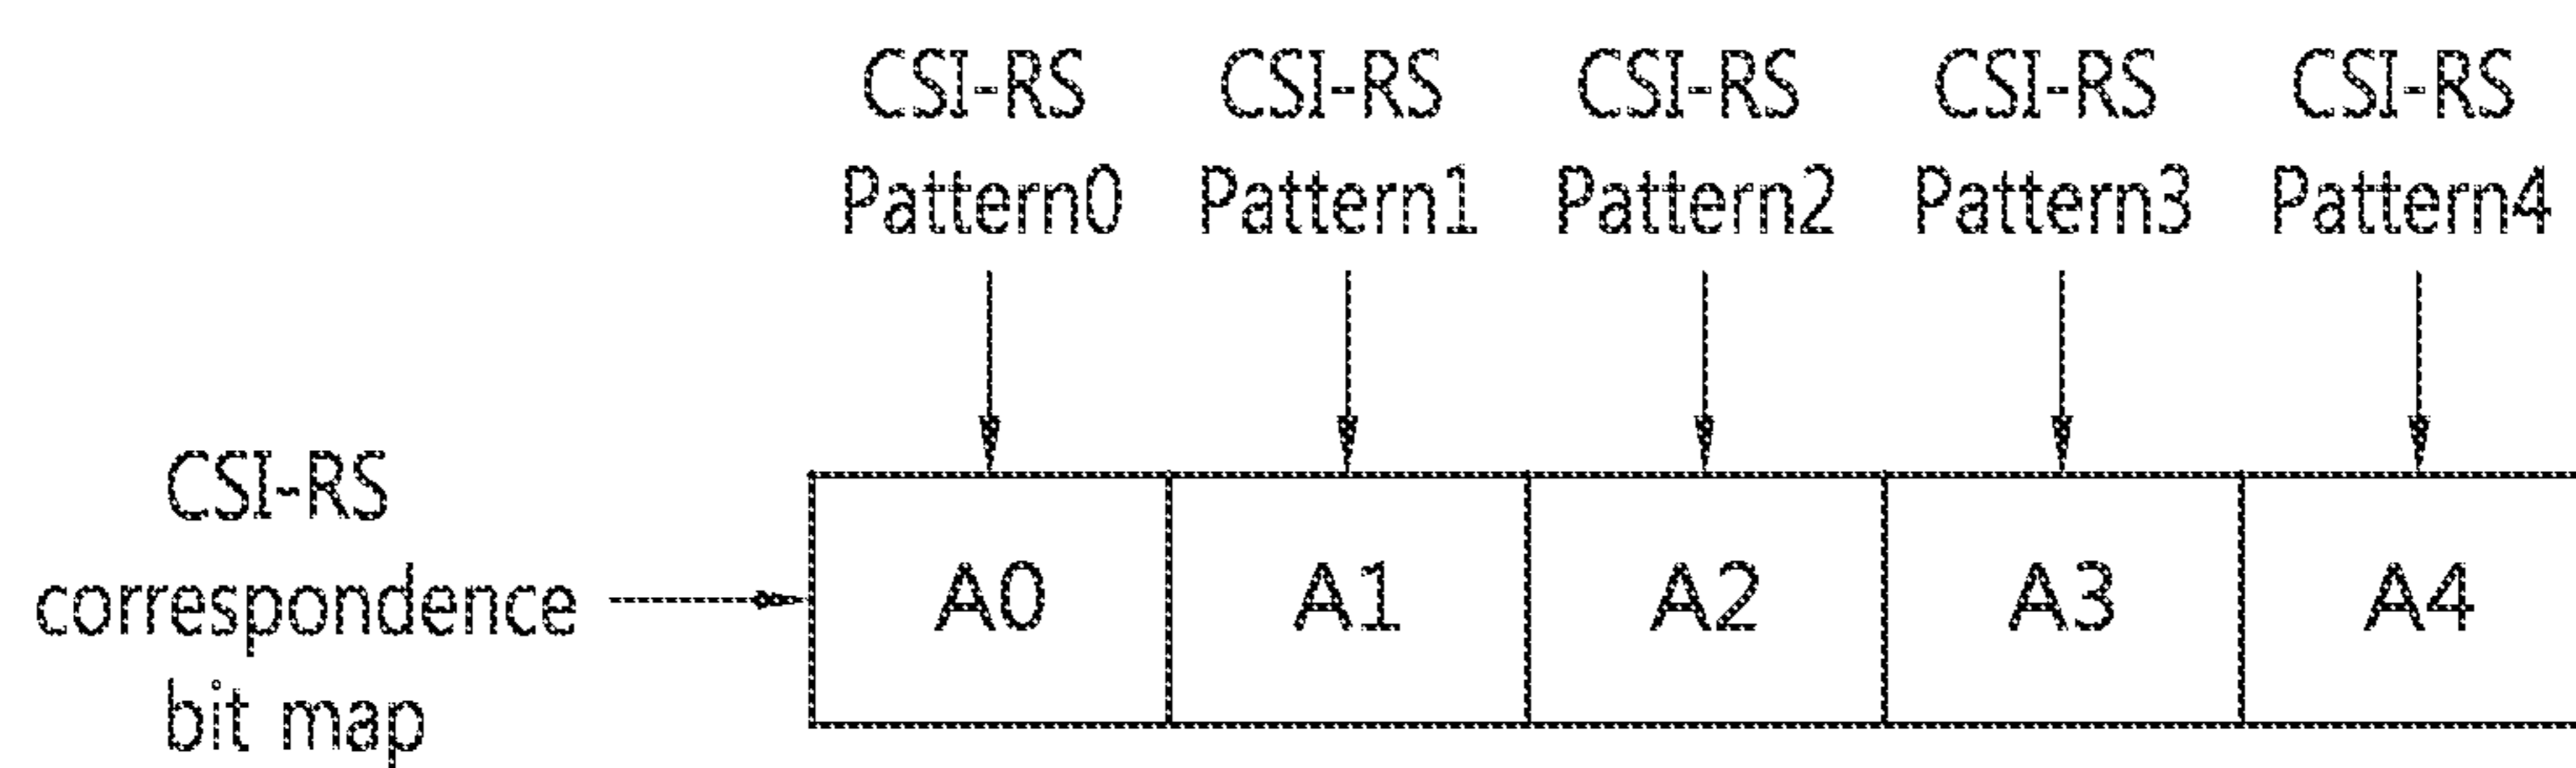 CSI-RS CSI-RS CSI-RS CSI-RS CSI-RS
Pattern0 Pattern1 Pattern2 Pattern3 Pattern4
CSI-RS
correspondence
bit map
A0 A1 A2 A3 A4